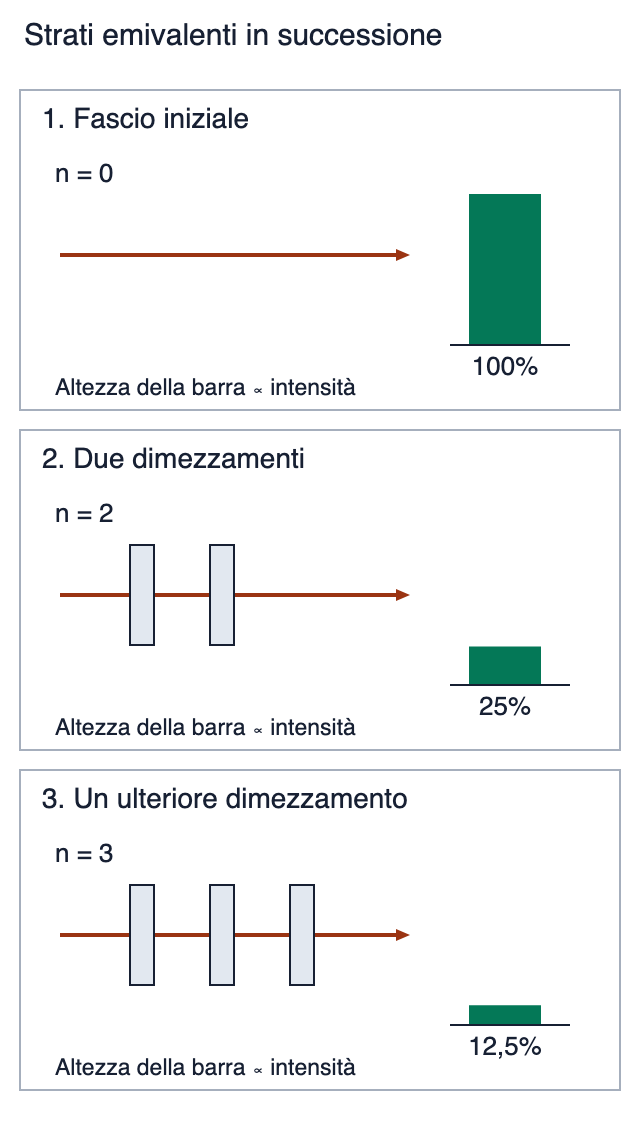 Strati emivalenti in successione
1. Fascio iniziale
n = 0
100%
Altezza della barra ∝ intensità
2. Due dimezzamenti
n = 2
25%
Altezza della barra ∝ intensità
3. Un ulteriore dimezzamento
n = 3
12,5%
Altezza della barra ∝ intensità